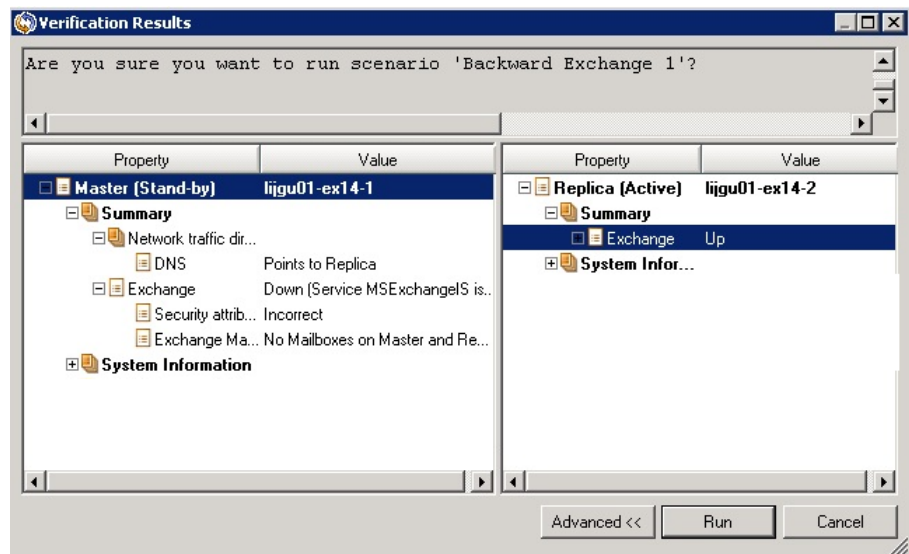 Verification Results
Are you sure you want to run scenario 'Backward Exchange 1'?
Property Value
Master (Stand-by) lijgu01-ex14-1
Summary
Network traffic dir...
DNS Points to Replica
Exchange Down (Service MSExchangeIS is..
Security attrib... Incorrect
Exchange Ma... No Mailboxes on Master and Re...
System Information
Property Value
Replica (Active) lijgu01-ex14-2
Summary
Exchange Up
System Infor...
Advanced << Run Cancel